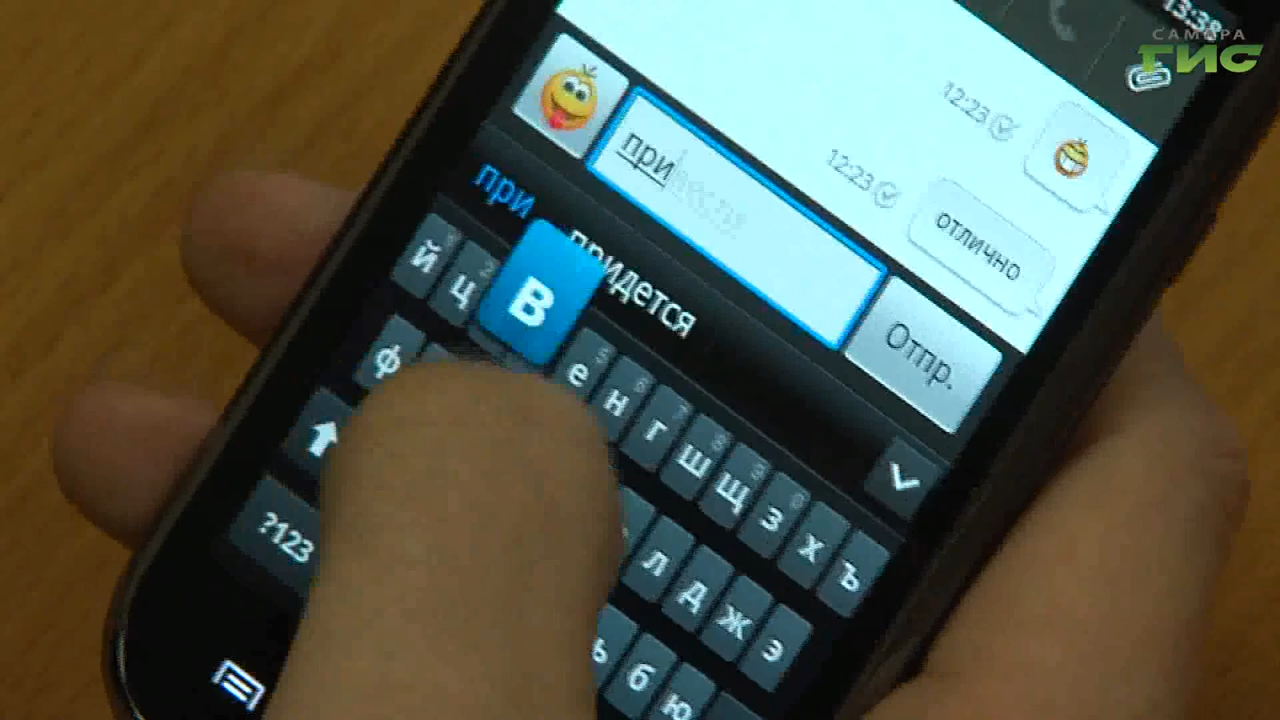 13:38
САМАРА
ГИС
12:23
12:23
отлично
при
Отпр.
при
придется
й ц В е н г ш щ з х ъ
ф л д ж э
ь б ю
?123